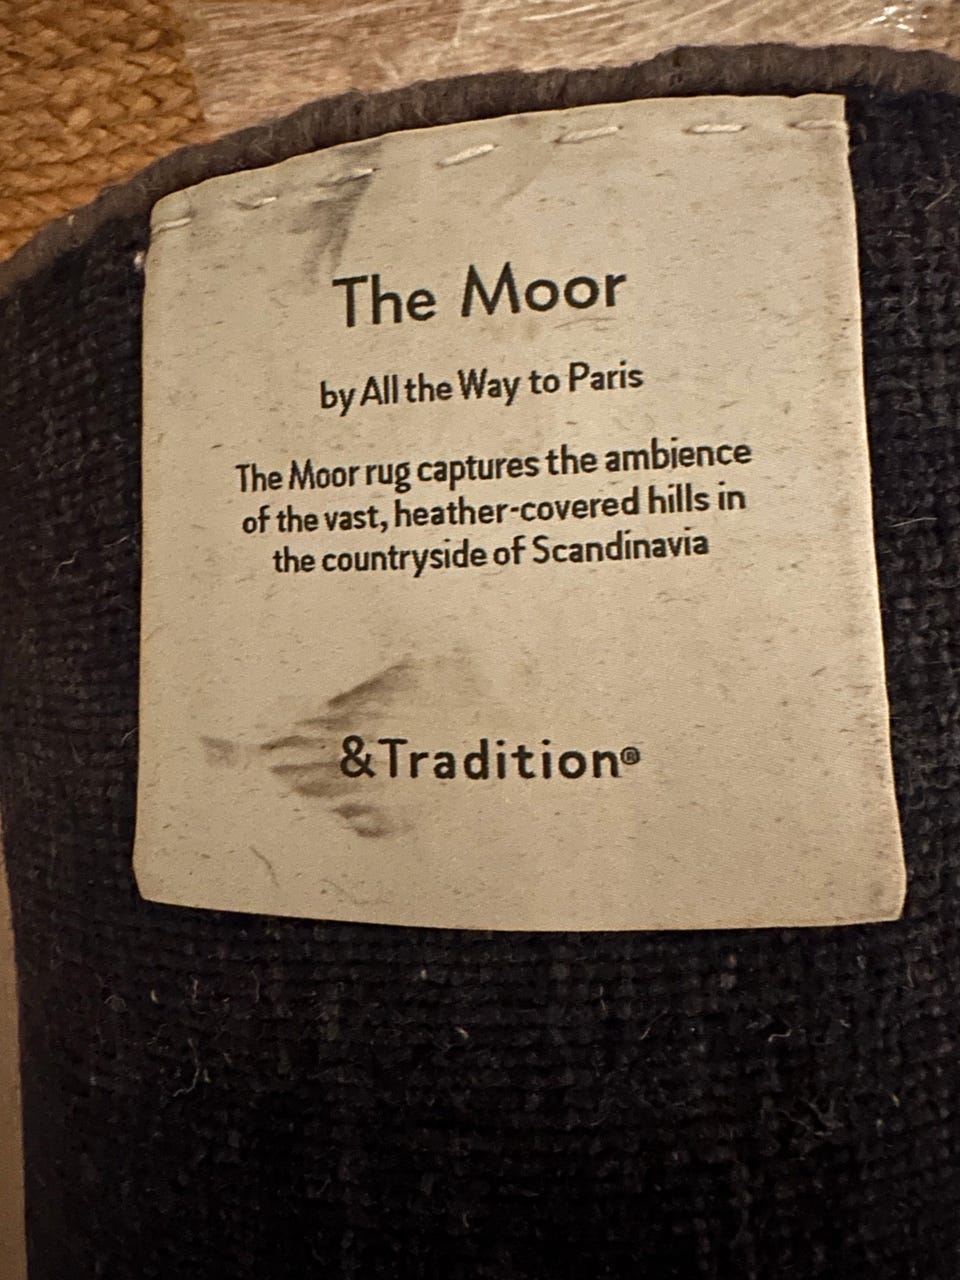 The Moor
by All the Way to Paris
The Moor rug captures the ambience
of the vast, heather-covered hills in
the countryside of Scandinavia
&Tradition®